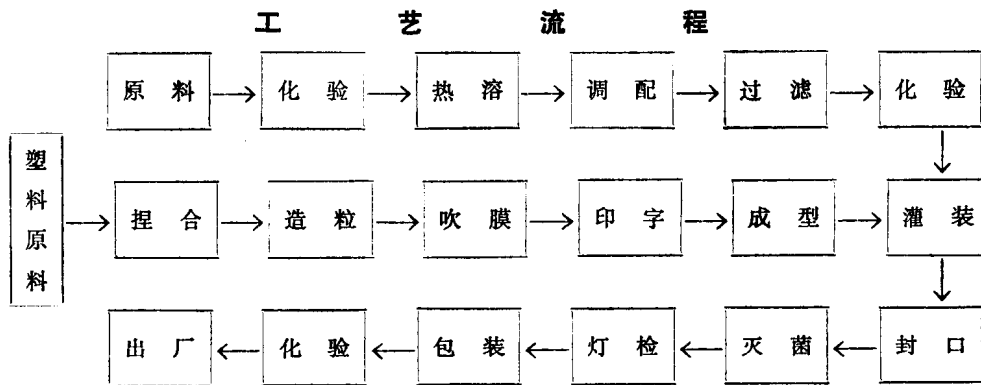 工艺流程
原料 化验 热溶 调配 过滤 化验
塑料原料
捏合 造粒 吹膜 印字 成型 灌装
出厂 化验 包装 灯检 灭菌 封口